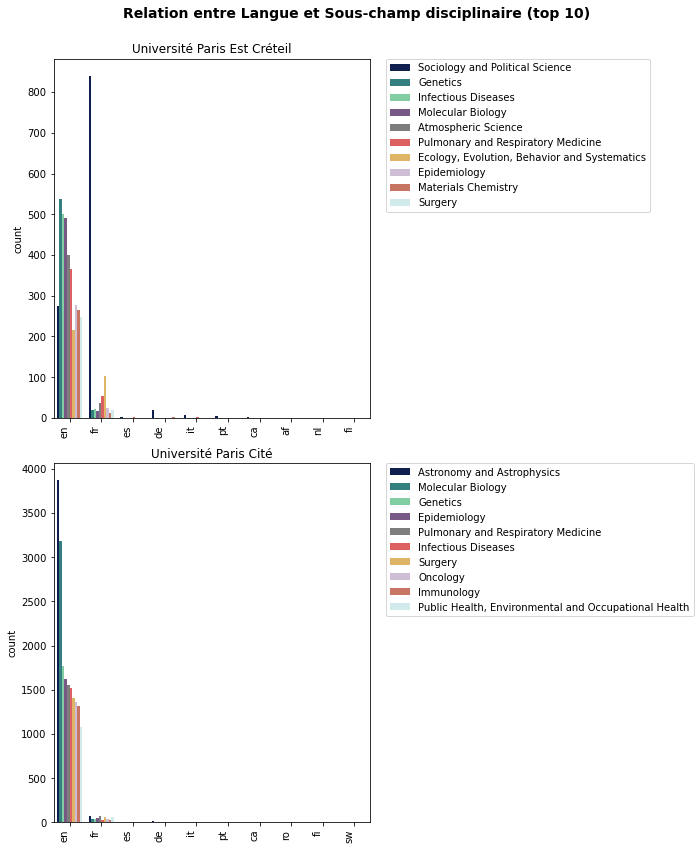 Relation entre Langue et Sous-champ disciplinaire (top 10)
Université Paris Est Créteil
Sociology and Political Science
Genetics
Infectious Diseases
Molecular Biology
Atmospheric Science
Pulmonary and Respiratory Medicine
Ecology, Evolution, Behavior and Systematics
Epidemiology
Materials Chemistry
Surgery
count
800
700
600
500
400
300
200
100
0
en fr es de it pt ca af nl fi
Université Paris Cité
Astronomy and Astrophysics
Molecular Biology
Genetics
Epidemiology
Pulmonary and Respiratory Medicine
Infectious Diseases
Surgery
Oncology
Immunology
Public Health, Environmental and Occupational Health
count
4000
3500
3000
2500
2000
1500
1000
500
0
en fr es de it pt ca ro fi sw